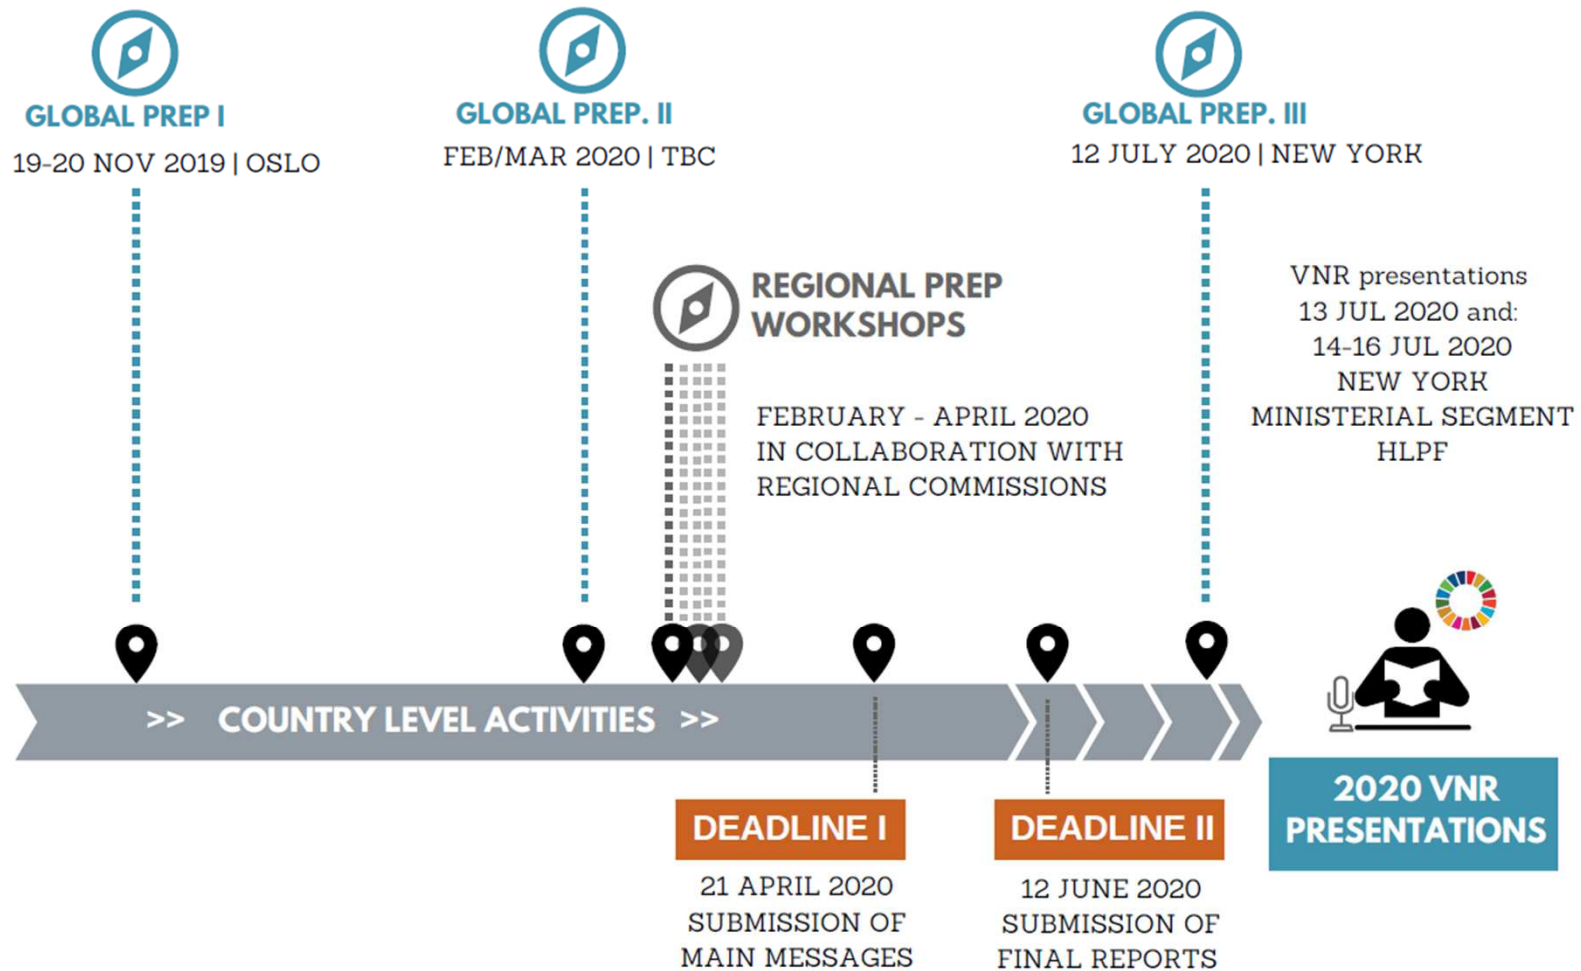 GLOBAL PREP I
19-20 NOV 2019 | OSLO
GLOBAL PREP. II
FEB/MAR 2020 | TBC
GLOBAL PREP. III
12 JULY 2020 | NEW YORK
REGIONAL PREP
WORKSHOPS
FEBRUARY - APRIL 2020
IN COLLABORATION WITH
REGIONAL COMMISSIONS
VNR presentations
13 JUL 2020 and:
14-16 JUL 2020
NEW YORK
MINISTERIAL SEGMENT
HLPF
>> COUNTRY LEVEL ACTIVITIES >>
DEADLINE I
21 APRIL 2020
SUBMISSION OF
MAIN MESSAGES
DEADLINE II
12 JUNE 2020
SUBMISSION OF
FINAL REPORTS
2020 VNR
PRESENTATIONS